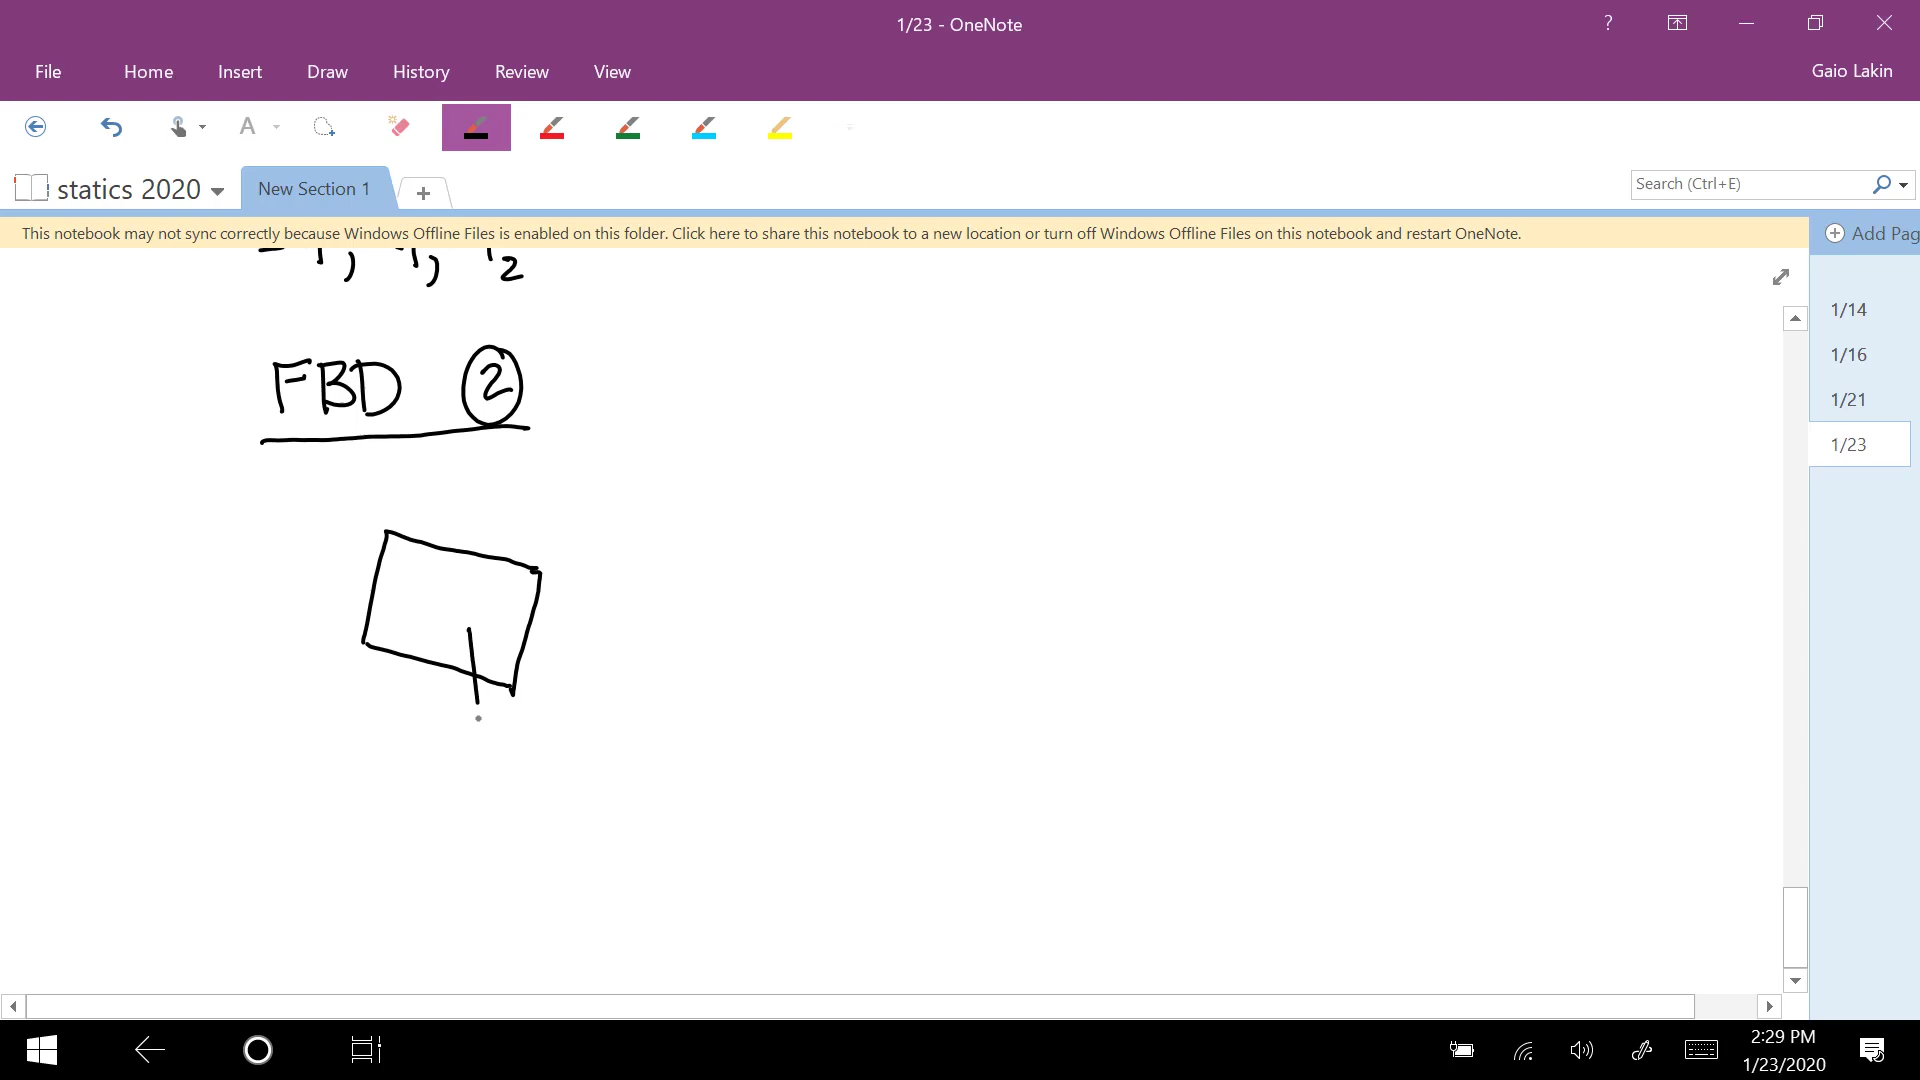 1/23 - OneNote
?
File Home Insert Draw History Review View
Gaio Lakin
A
statics 2020
New Section 1
+
Search (Ctrl+E)
This notebook may not sync correctly because Windows Offline Files is enabled on this folder. Click here to share this notebook to a new location or turn off Windows Offline Files on this notebook and restart OneNote.
Add Pag
1/14
1/16
1/21
1/23
FBD 2
2:29 PM
1/23/2020